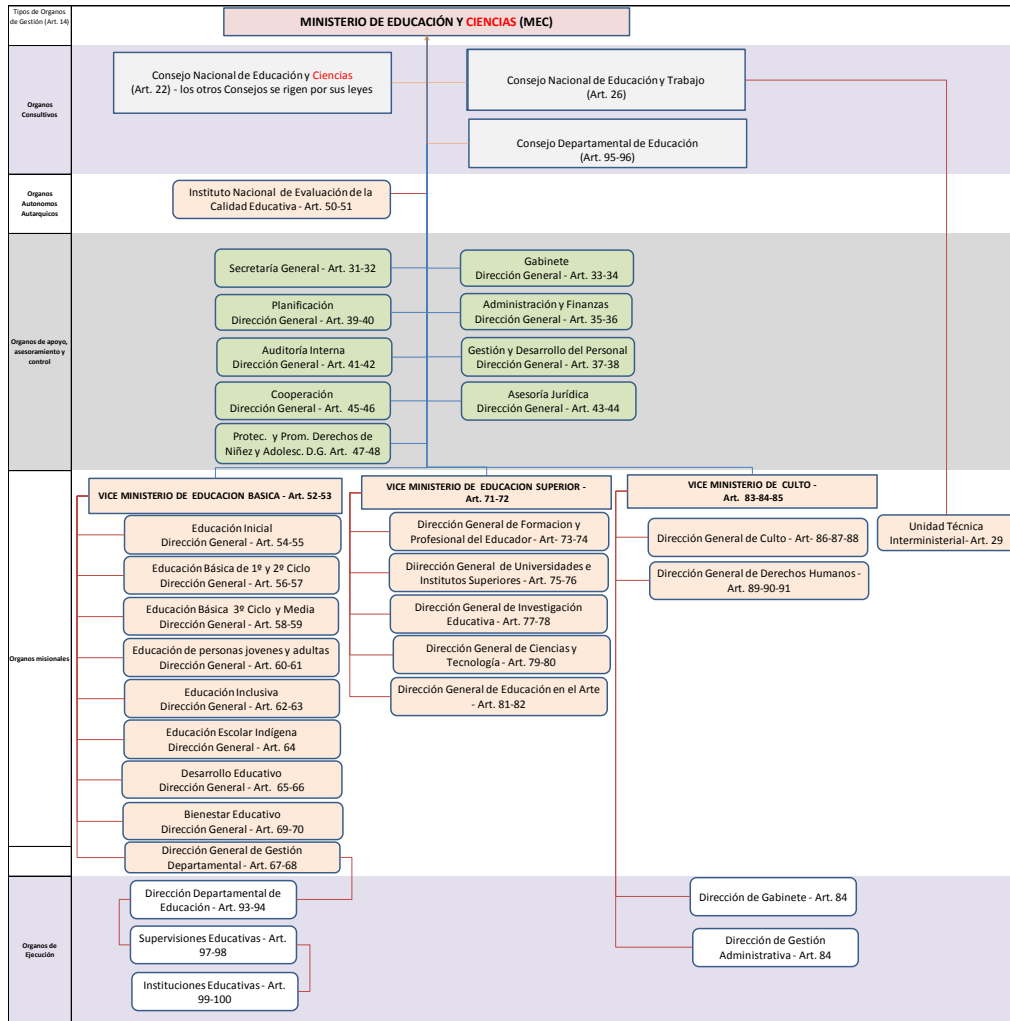 Tipos de Organos
de Gestión (Art. 14)
MINISTERIO DE EDUCACIÓN Y CIENCIAS (MEC)
Organos
Consultivos
Consejo Nacional de Educación y Ciencias
(Art. 22) - los otros Consejos se rigen por sus leyes
Consejo Nacional de Educación y Trabajo
(Art. 26)
Consejo Departamental de Educación
(Art. 95-96)
Organos
Autonomos
Autarquicos
Instituto Nacional de Evaluación de la
Calidad Educativa - Art. 50-51
Organos de apoyo,
asesoramiento y
control
Secretaría General - Art. 31-32
Gabinete
Dirección General - Art. 33-34
Planificación
Dirección General - Art. 39-40
Administración y Finanzas
Dirección General - Art. 35-36
Auditoría Interna
Dirección General - Art. 41-42
Gestión y Desarrollo del Personal
Dirección General - Art. 37-38
Cooperación
Dirección General - Art. 45-46
Asesoría Jurídica
Dirección General - Art. 43-44
Protec. y Prom. Derechos de
Niñez y Adolesc. D.G. Art. 47-48
Organos misionales
VICE MINISTERIO DE EDUCACION BASICA - Art. 52-53
Educación Inicial
Dirección General - Art. 54-55
Educación Básica de 1º y 2º Ciclo
Dirección General - Art. 56-57
Educación Básica 3º Ciclo y Media
Dirección General - Art. 58-59
Educación de personas jovenes y adultas
Dirección General - Art. 60-61
Educación Inclusiva
Dirección General - Art. 62-63
Educación Escolar Indígena
Dirección General - Art. 64
Desarrollo Educativo
Dirección General - Art. 65-66
Bienestar Educativo
Dirección General - Art. 69-70
Dirección General de Gestión
Departamental - Art. 67-68
VICE MINISTERIO DE EDUCACION SUPERIOR -
Art. 71-72
Dirección General de Formacion y
Profesional del Educador - Art- 73-74
Diirección General de Universidades e
Institutos Superiores - Art. 75-76
Dirección General de Investigación
Educativa - Art. 77-78
Dirección General de Ciencias y
Tecnología - Art. 79-80
Dirección General de Educación en el Arte
- Art. 81-82
VICE MINISTERIO DE CULTO -
Art. 83-84-85
Dirección General de Culto - Art- 86-87-88
Dirección General de Derechos Humanos -
Art. 89-90-91
Unidad Técnica
Interministerial- Art. 29
Organos de
Ejecución
Dirección Departamental de
Educación - Art. 93-94
Supervisiones Educativas - Art.
97-98
Instituciones Educativas - Art.
99-100
Dirección de Gabinete - Art. 84
Dirección de Gestión
Administrativa - Art. 84